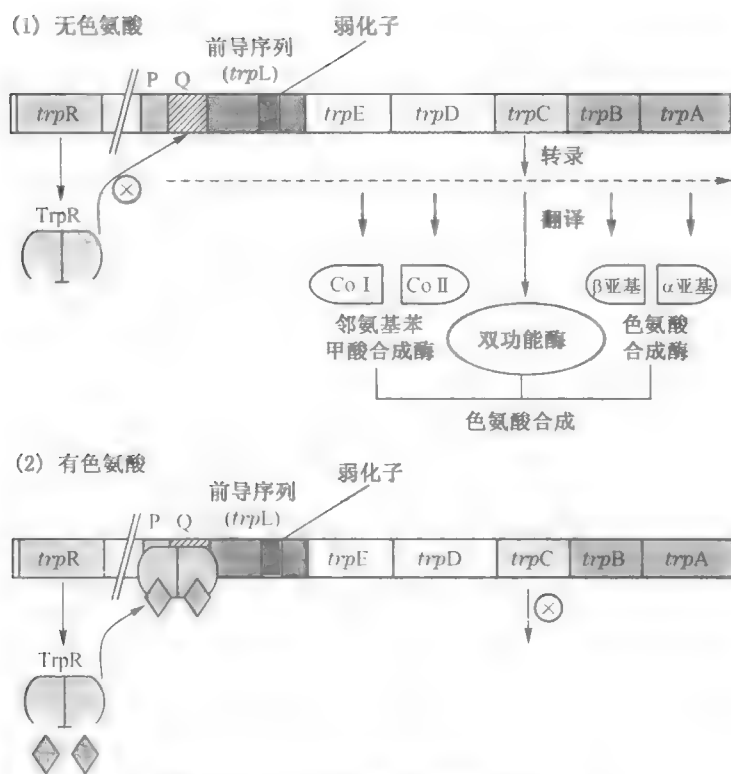 (1) 无色氨酸
弱化子
前导序列
(trpL)
P Q
trpR trpE trpD trpC trpB trpA
转录
TrpR
翻译
Co I Co II β亚基 α亚基
邻氨基苯
甲酸合成酶
双功能酶
色氨酸
合成酶
色氨酸合成
(2) 有色氨酸
弱化子
前导序列
(trpL)
P Q
trpR trpE trpD trpC trpB trpA
TrpR